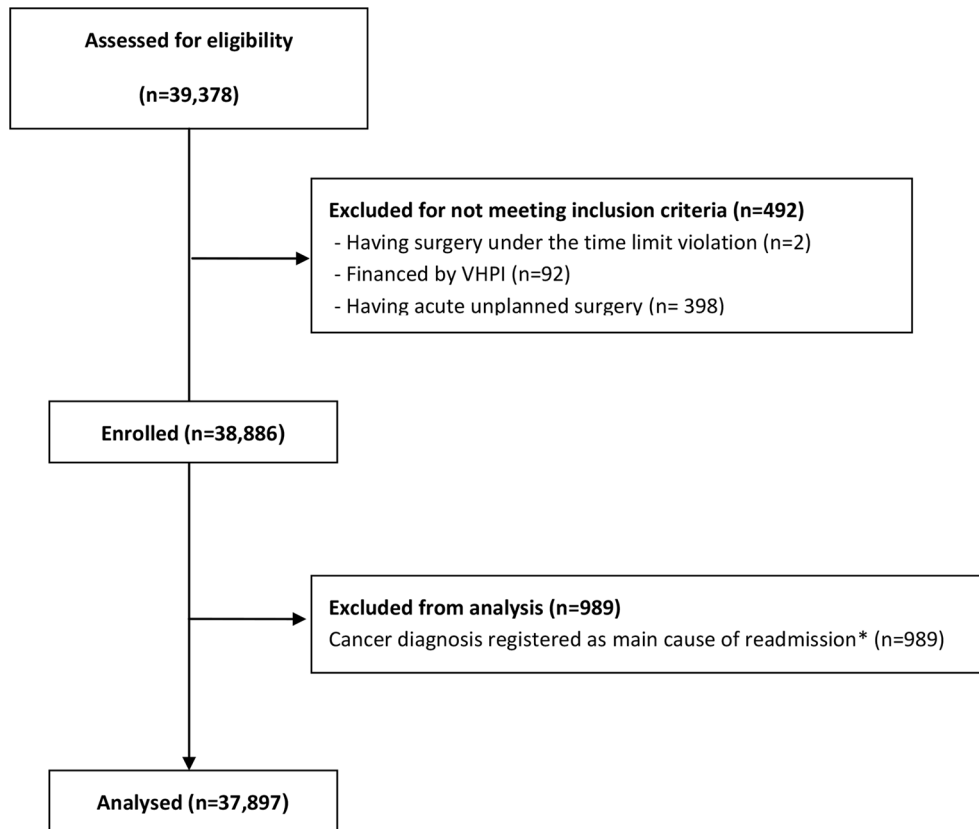 Assessed for eligibility
(n=39,378)
Excluded for not meeting inclusion criteria (n=492)
- Having surgery under the time limit violation (n=2)
- Financed by VHPI (n=92)
- Having acute unplanned surgery (n= 398)
Enrolled (n=38,886)
Excluded from analysis (n=989)
Cancer diagnosis registered as main cause of readmission* (n=989)
Analysed (n=37,897)